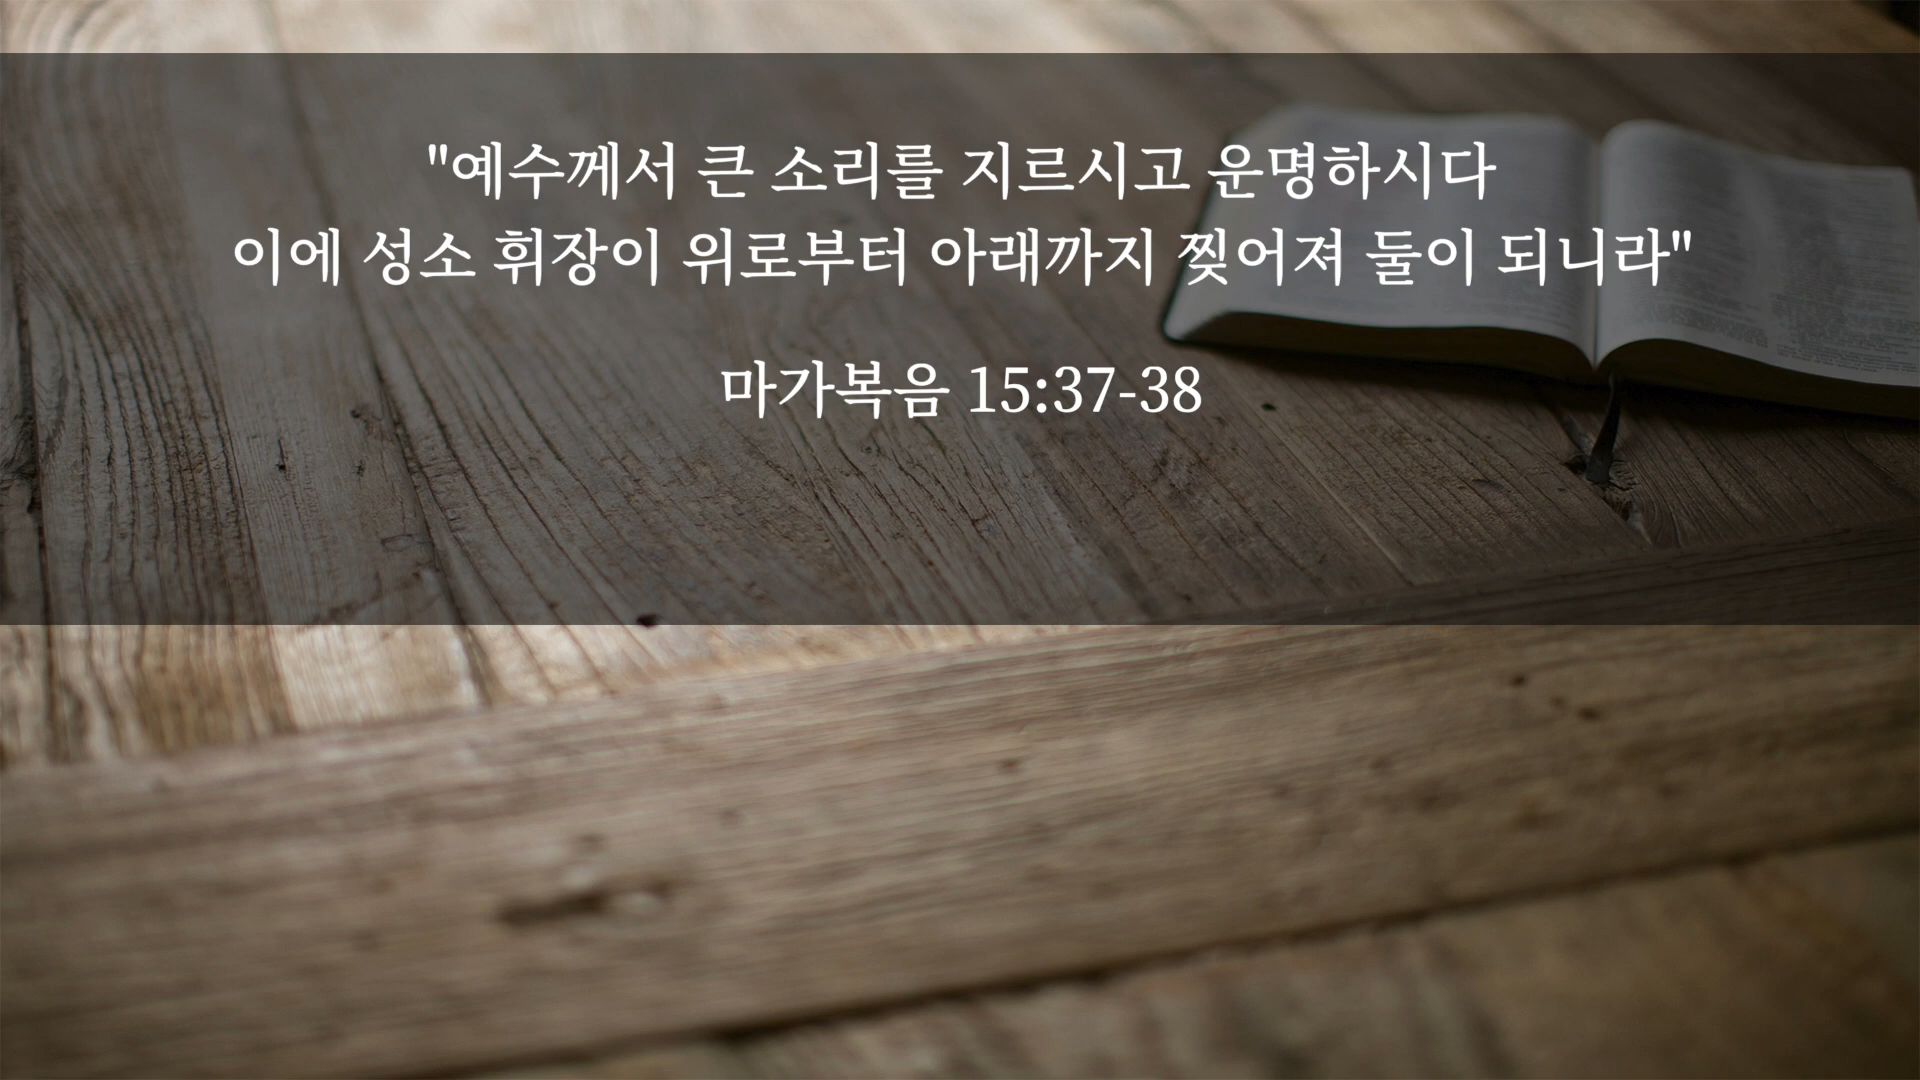 "예수께서 큰 소리를 지르시고 운명하시다
이에 성소 휘장이 위로부터 아래까지 찢어져 둘이 되니라"
마가복음 15:37-38